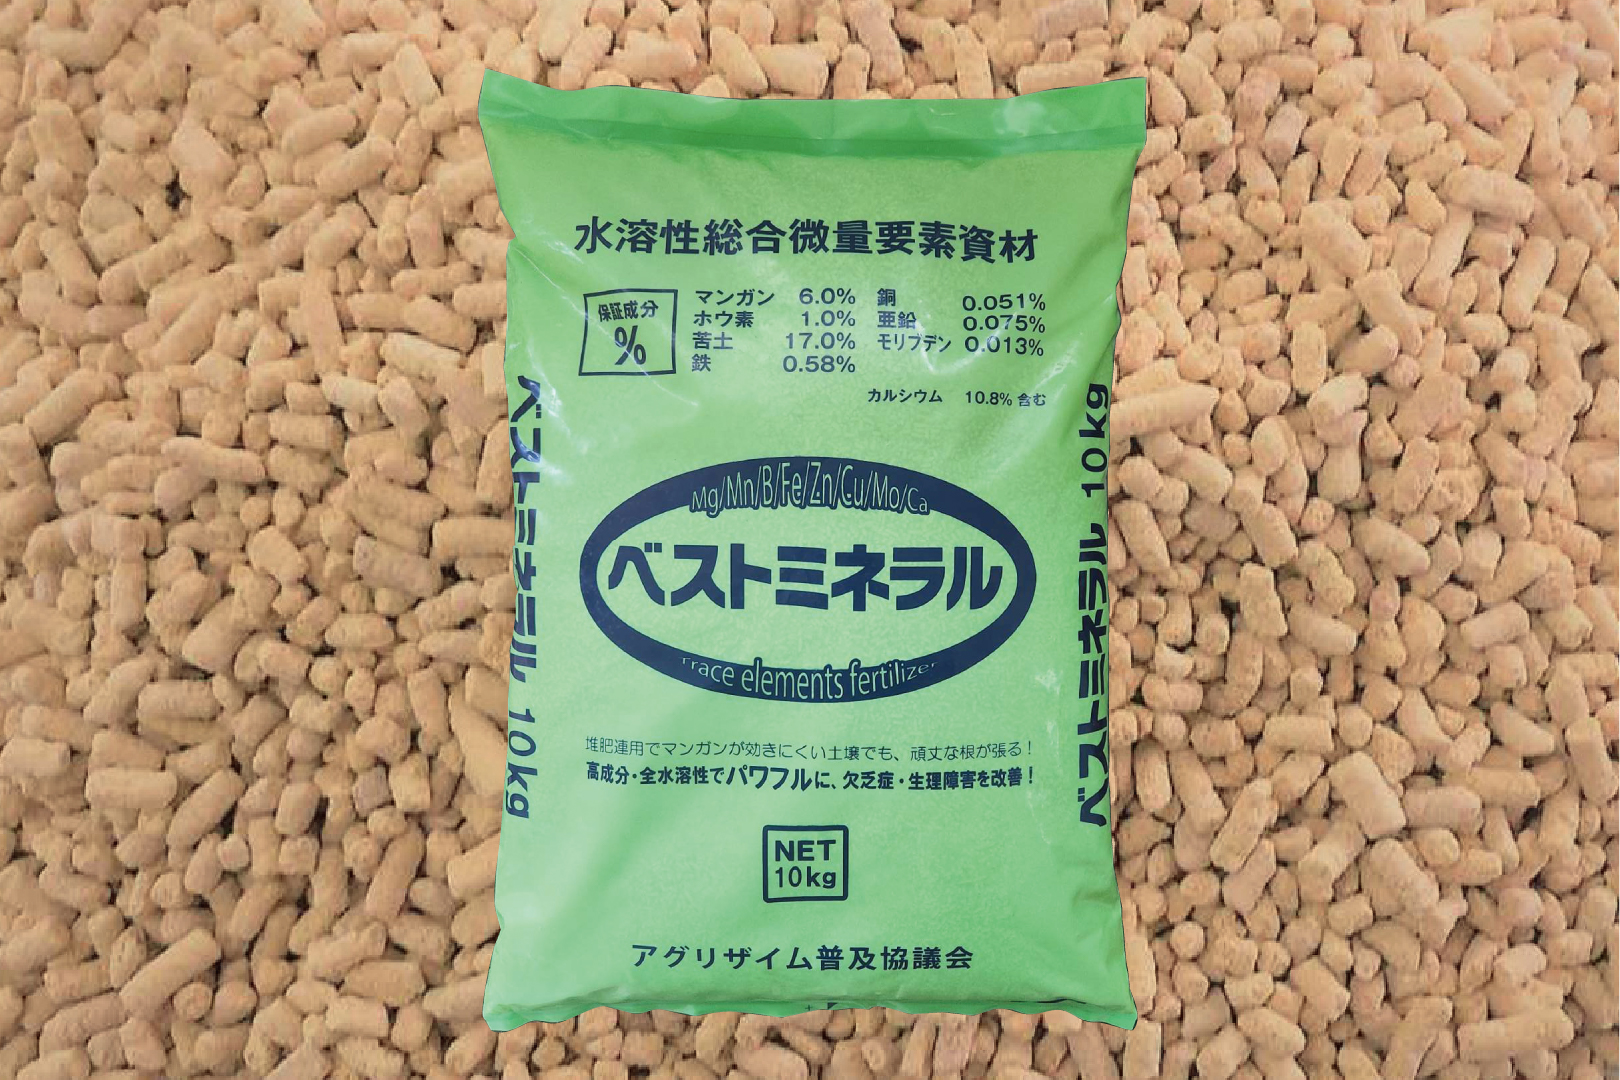 水溶性総合微量要素資材
保証成分
%
マンガン 6.0% 銅 0.051%
ホウ素 1.0% 亜鉛 0.075%
苦土 17.0% モリブデン 0.013%
鉄 0.58%
カルシウム 10.8% 含む
Mg/Mn/B/Fe/Zn/Cu/Mo/Ca
ベストミネラル
Trace elements fertilizer
堆肥連用でマンガンが効きにくい土壌でも、頑丈な根が張る！
高成分・全水溶性でパワフルに、欠乏症・生理障害を改善！
NET
10kg
アグリザイム普及協議会
ベストミネラル 10kg
ベストミネラル 10kg